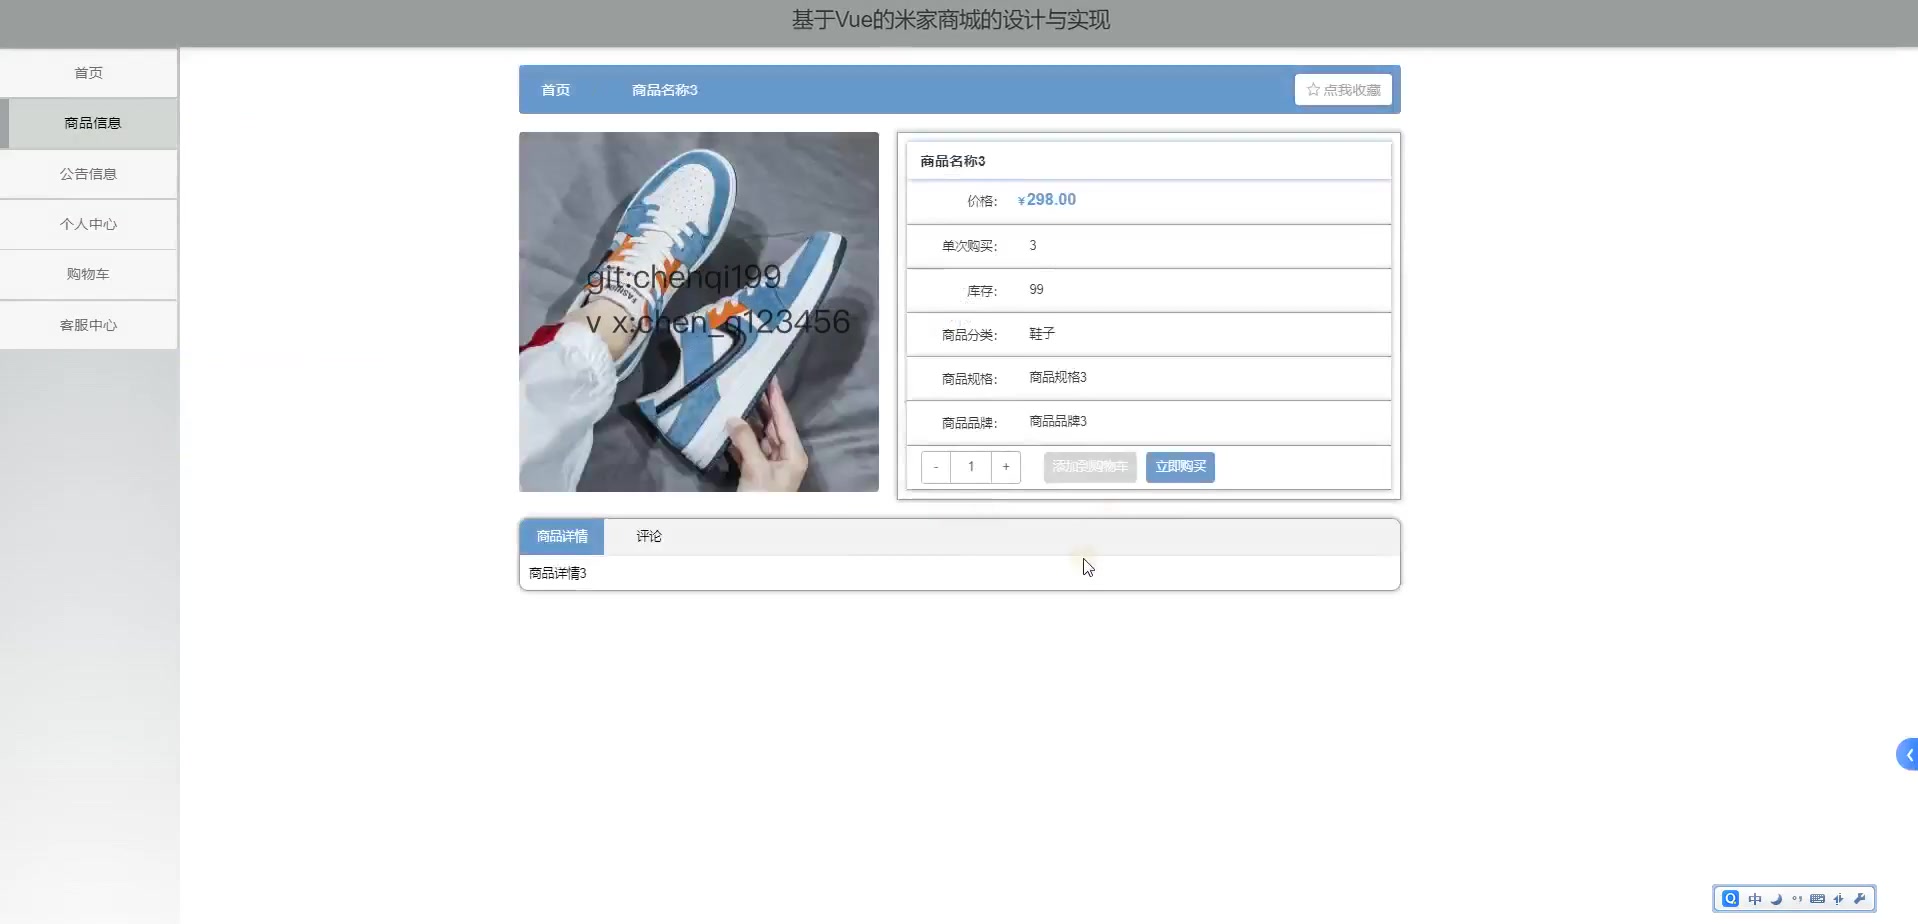 基于Vue的米家商城的设计与实现
首页
商品信息
公告信息
个人中心
购物车
客服中心
首页 商品名称3
☆ 点我收藏
git:chenqi199
v x:chen_q123456
商品名称3
价格: ¥298.00
单次购买: 3
库存: 99
商品分类: 鞋子
商品规格: 商品规格3
商品品牌: 商品品牌3
- 1 + 添加到购物车 立即购买
商品详情 评论
商品详情3
中